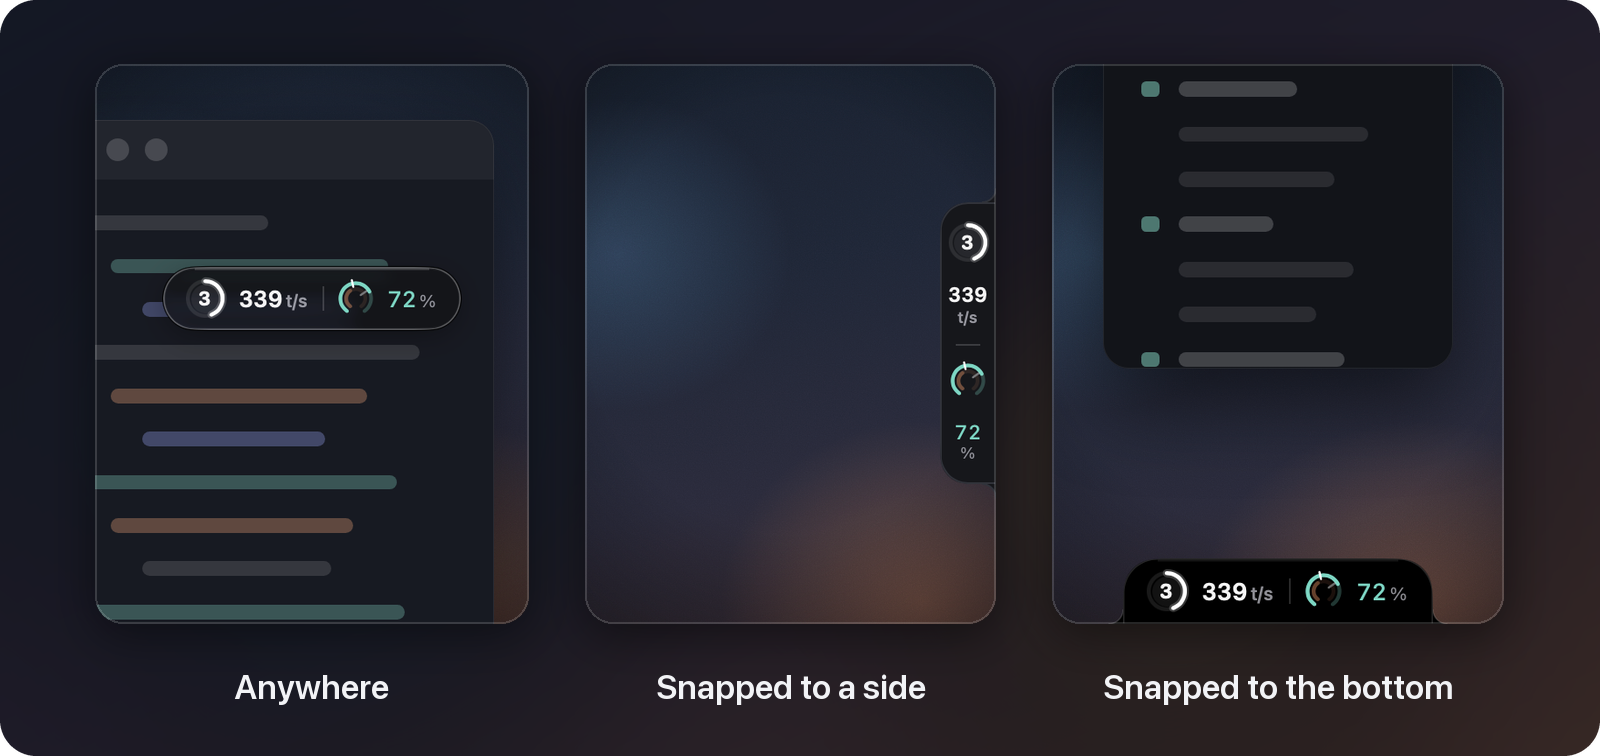 3 339 t/s 72 %
Anywhere
3
339
t/s
72
%
Snapped to a side
3 339 t/s 72 %
Snapped to the bottom